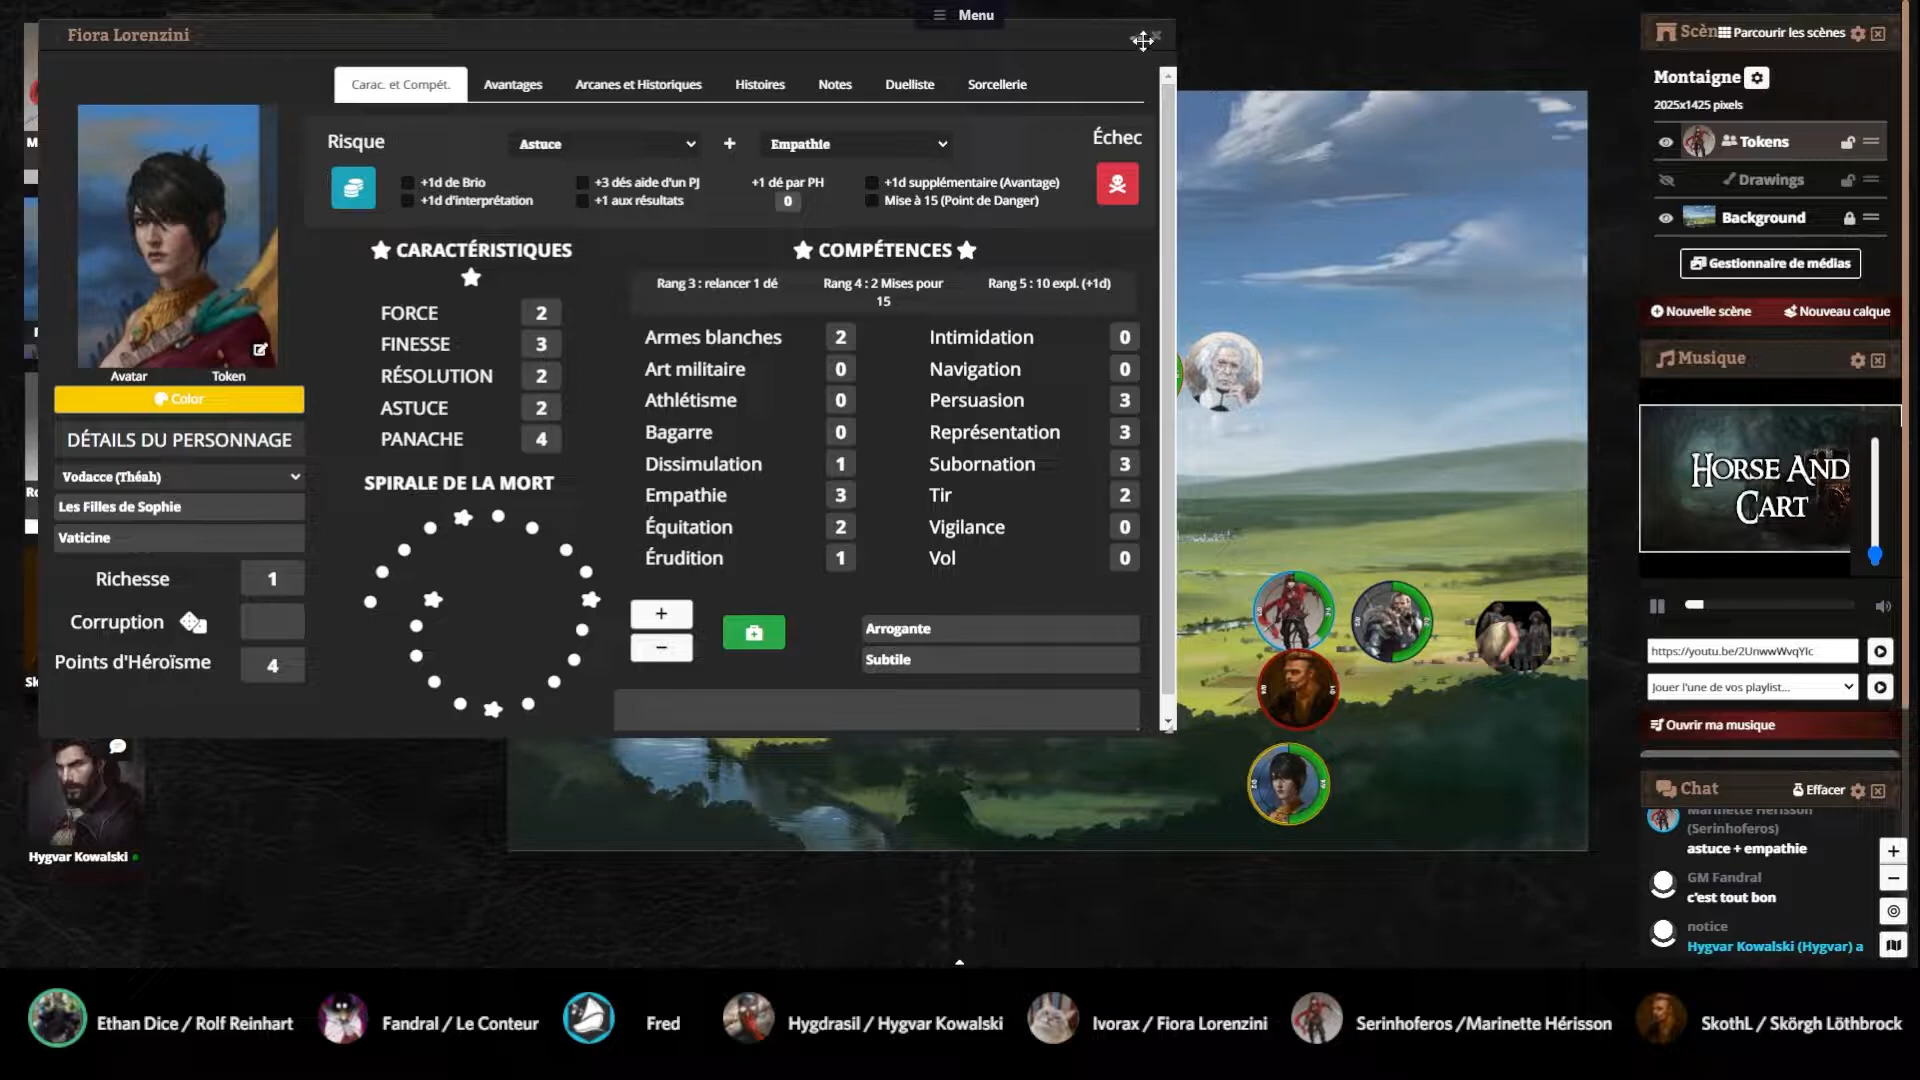 Menu
Fiora Lorenzini
Carac. et Compét.
Avantages
Arcanes et Historiques
Histoires
Notes
Duelliste
Sorcellerie
Risque
Astuce
+
Empathie
Échec
+1d de Brio
+1d d'interprétation
+3 dés aide d'un PJ
+1 aux résultats
+1 dé par PH
0
+1d supplémentaire (Avantage)
Mise à 15 (Point de Danger)
Avatar
Token
Color
DÉTAILS DU PERSONNAGE
Vodacce (Théah)
Les Filles de Sophie
Vaticine
Richesse 1
Corruption
Points d'Héroïsme 4
CARACTÉRISTIQUES
FORCE 2
FINESSE 3
RÉSOLUTION 2
ASTUCE 2
PANACHE 4
SPIRALE DE LA MORT
COMPÉTENCES
Rang 3 : relancer 1 dé
Rang 4 : 2 Mises pour
15
Rang 5 : 10 expl. (+1d)
Armes blanches 2
Art militaire 0
Athlétisme 0
Bagarre 0
Dissimulation 1
Empathie 3
Équitation 2
Érudition 1
Intimidation 0
Navigation 0
Persuasion 3
Représentation 3
Subornation 3
Tir 2
Vigilance 0
Vol 0
+
−
Arrogante
Subtile
Hygvar Kowalski
Parcourir les scènes
Montaigne
2025x1425 pixels
Tokens
Drawings
Background
Gestionnaire de médias
Nouvelle scène
Nouveau calque
Musique
HORSE AND
CART
https://youtu.be/2UnwwWvqYlc
Jouer l'une de vos playlist...
Ouvrir ma musique
Chat
Effacer
Marinette Hérisson
(Serinhoferos)
astuce + empathie
GM Fandral
c'est tout bon
notice
Hygvar Kowalski (Hygvar) a
+
−
Ethan Dice / Rolf Reinhart
Fandral / Le Conteur
Fred
Hygdrasil / Hygvar Kowalski
Ivorax / Fiora Lorenzini
Serinhoferos /Marinette Hérisson
SkothL / Skörgh Löthbrock